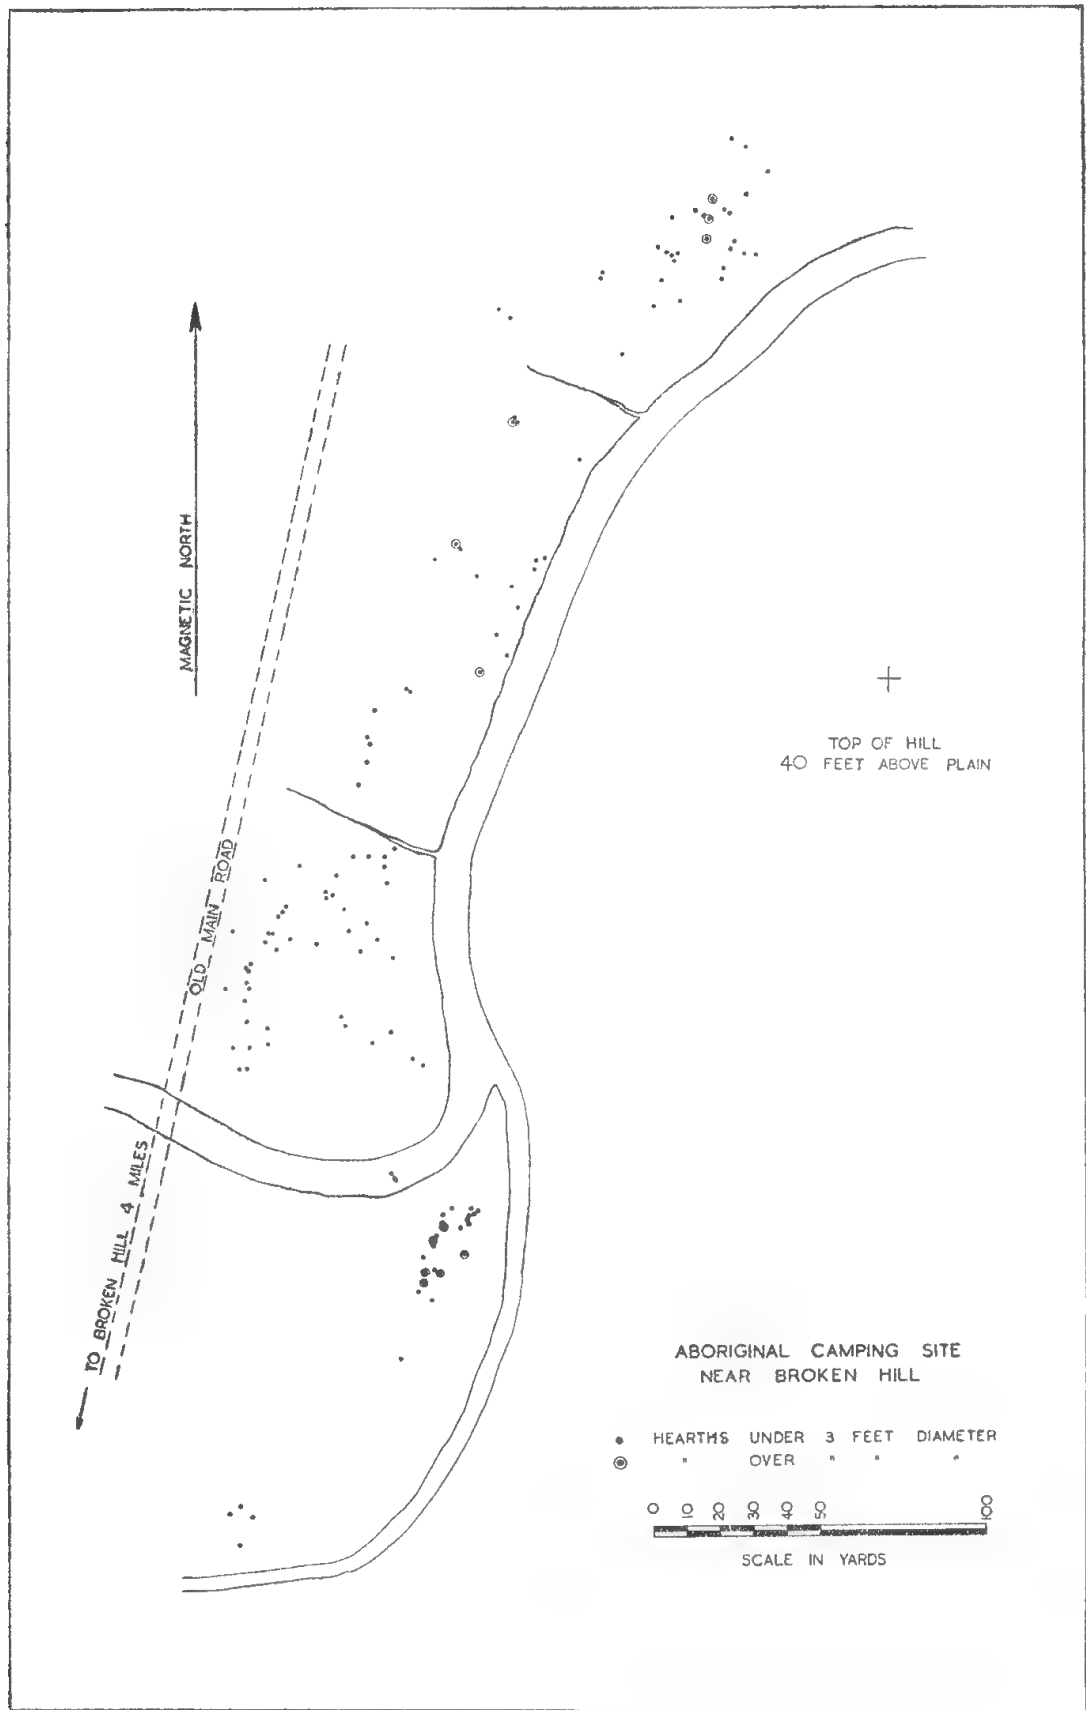 MAGNETIC NORTH
OLD MAIN ROAD
TO BROKEN HILL 4 MILES
TOP OF HILL
40 FEET ABOVE PLAIN
ABORIGINAL CAMPING SITE
NEAR BROKEN HILL
HEARTHS UNDER 3 FEET DIAMETER
" OVER " " "
0 10 20 30 40 50 100
SCALE IN YARDS